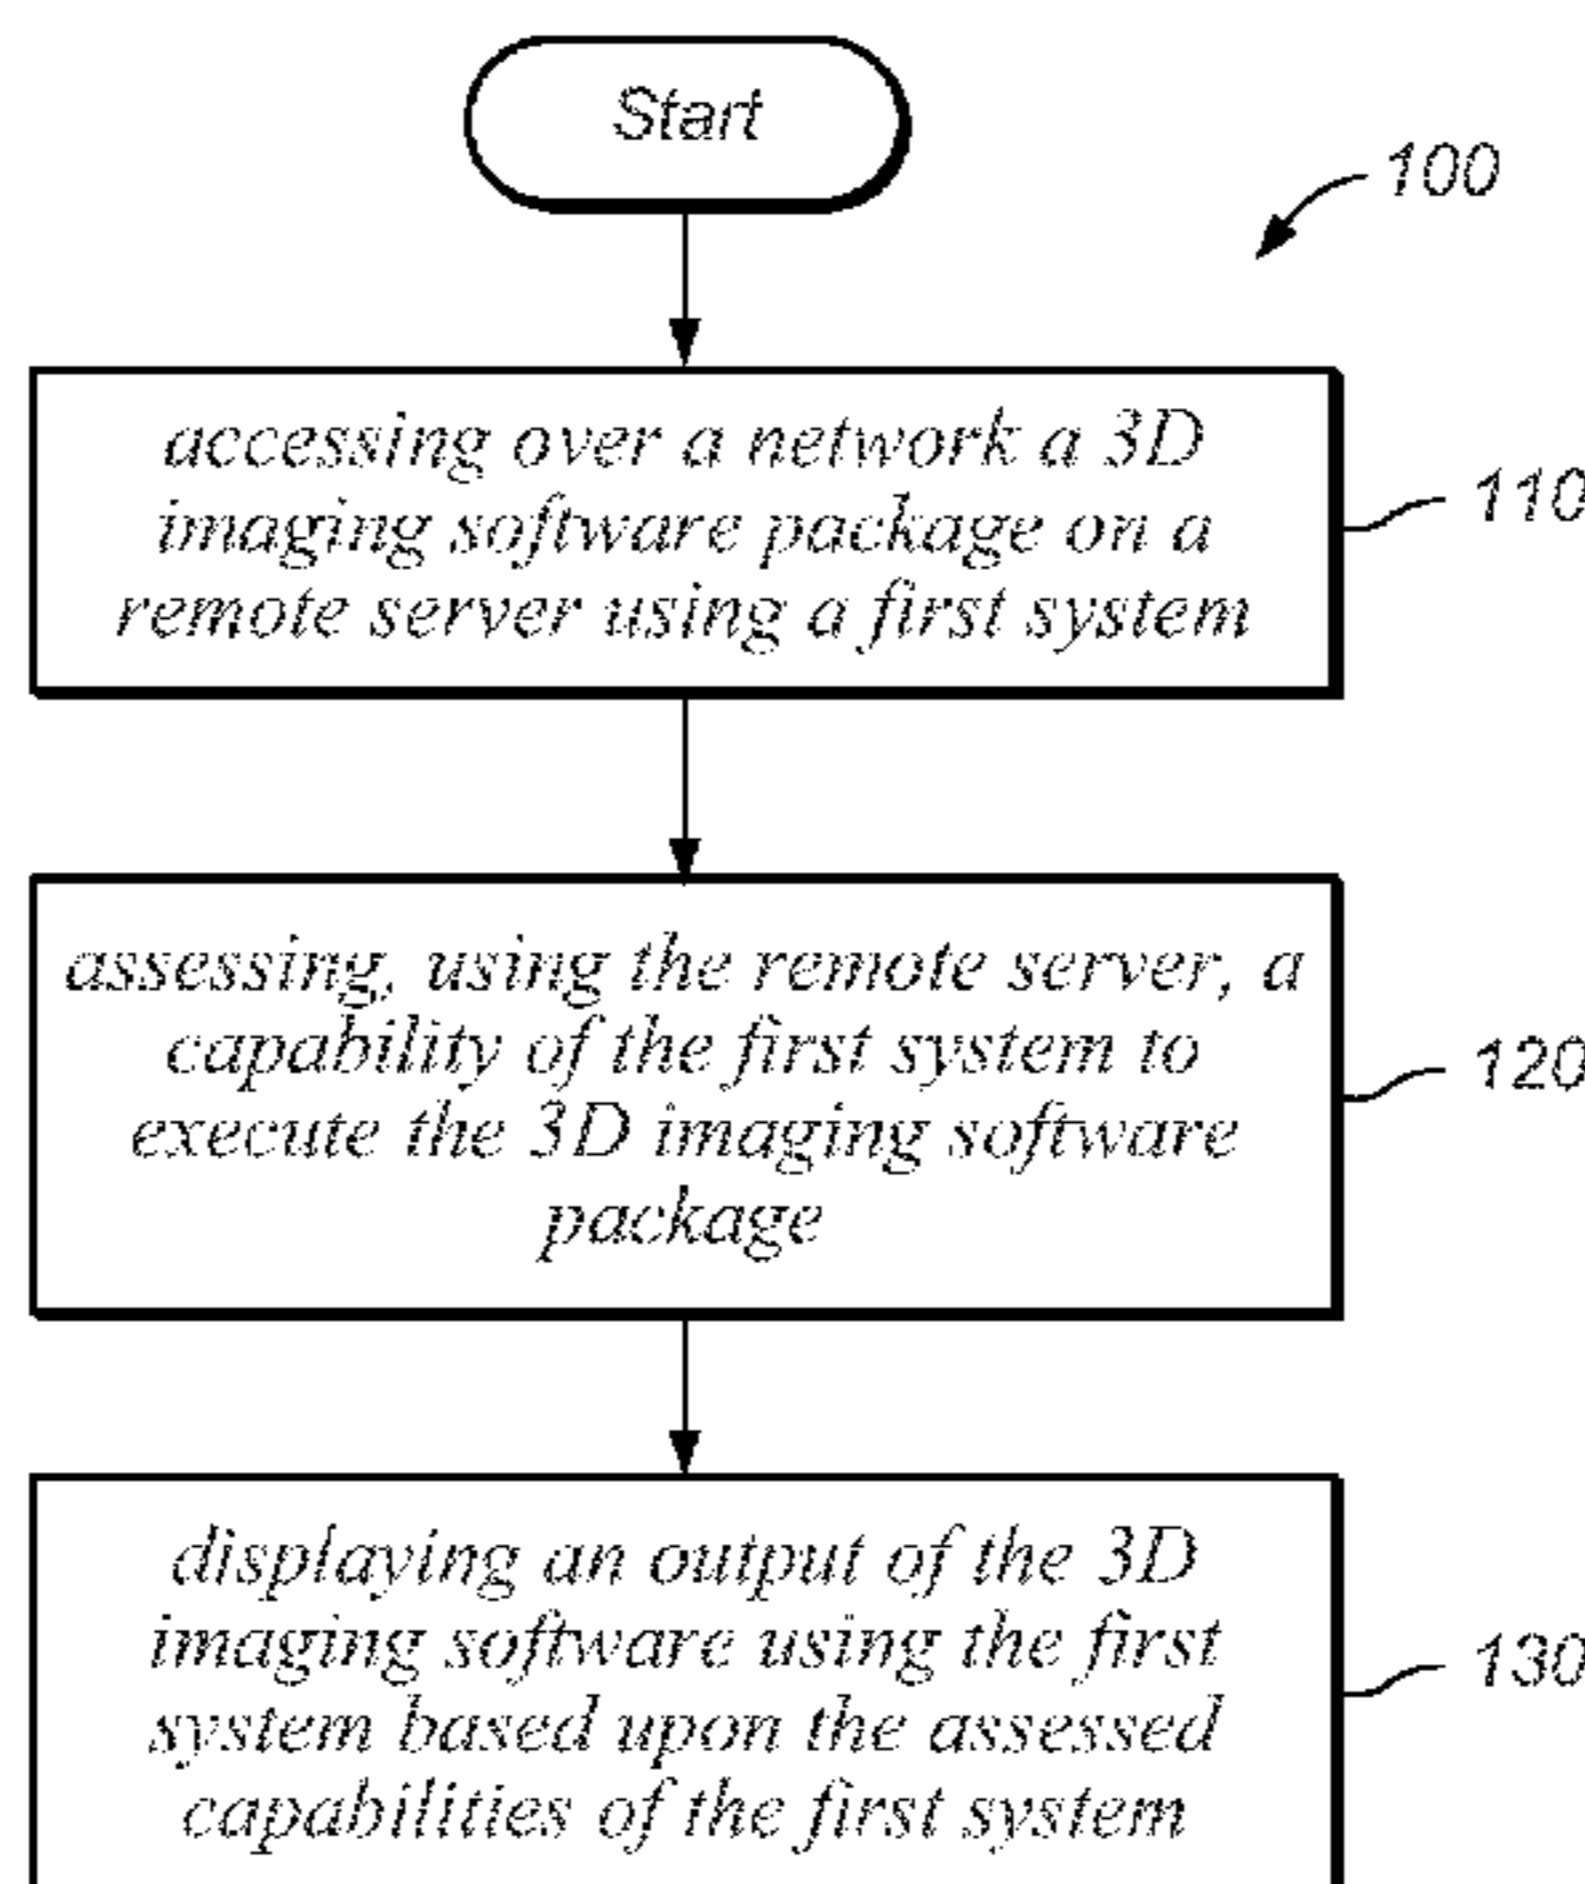 Start
100
accessing over a network a 3D
imaging software package on a
remote server using a first system
110
assessing, using the remote server, a
capability of the first system to
execute the 3D imaging software
package
120
displaying an output of the 3D
imaging software using the first
system based upon the assessed
capabilities of the first system
130